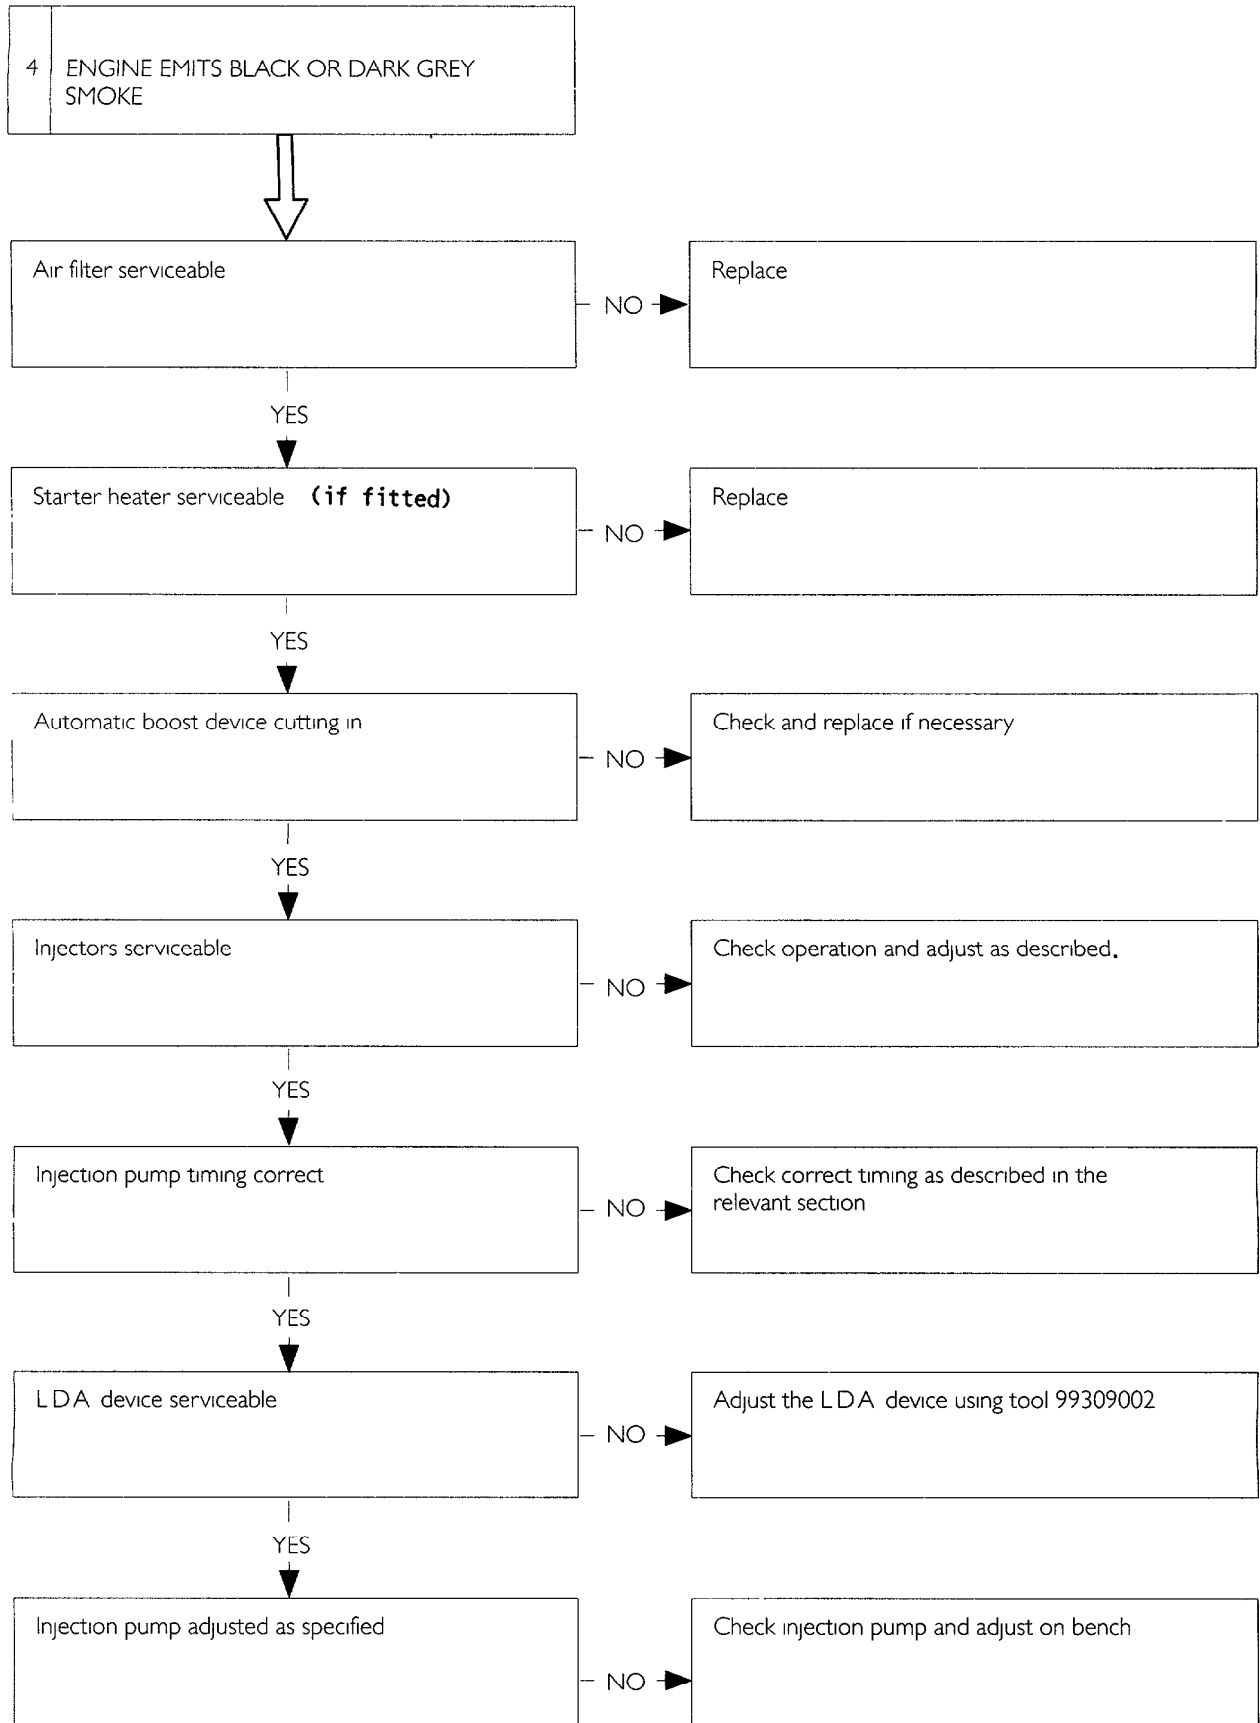 4 ENGINE EMITS BLACK OR DARK GREY
SMOKE
Air filter serviceable
NO
Replace
YES
Starter heater serviceable (if fitted)
NO
Replace
YES
Automatic boost device cutting in
NO
Check and replace if necessary
YES
Injectors serviceable
NO
Check operation and adjust as described.
YES
Injection pump timing correct
NO
Check correct timing as described in the
relevant section
YES
L D A device serviceable
NO
Adjust the L D A device using tool 99309002
YES
Injection pump adjusted as specified
NO
Check injection pump and adjust on bench